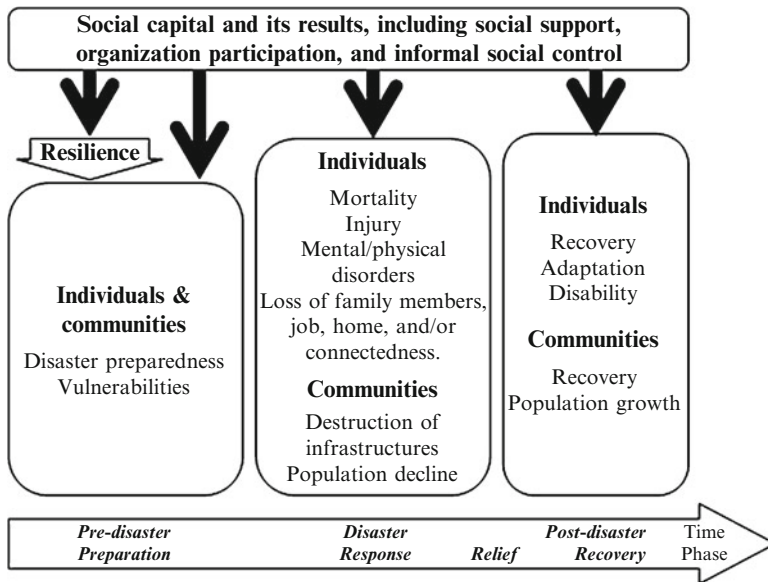 Social capital and its results, including social support,
organization participation, and informal social control
Resilience
Individuals &
communities
Disaster preparedness
Vulnerabilities
Individuals
Mortality
Injury
Mental/physical
disorders
Loss of family members,
job, home, and/or
connectedness.
Communities
Destruction of
infrastructures
Population decline
Individuals
Recovery
Adaptation
Disability
Communities
Recovery
Population growth
Pre-disaster
Preparation
Disaster
Response
Relief
Post-disaster
Recovery
Time
Phase